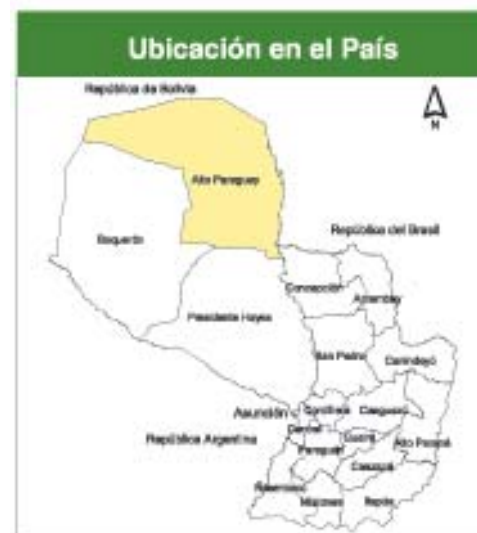 Ubicación en el País
República de Bolivia
N
Alto Paraguay
República del Brasil
Boquerón
Concepción
Amambay
Presidente Hayes
San Pedro
Canindeyú
Asunción
Cordillera
Caaguazú
Central
República Argentina
Guairá
Alto Paraná
Paraguarí
Caazapá
Ñeembucú
Misiones
Itapúa